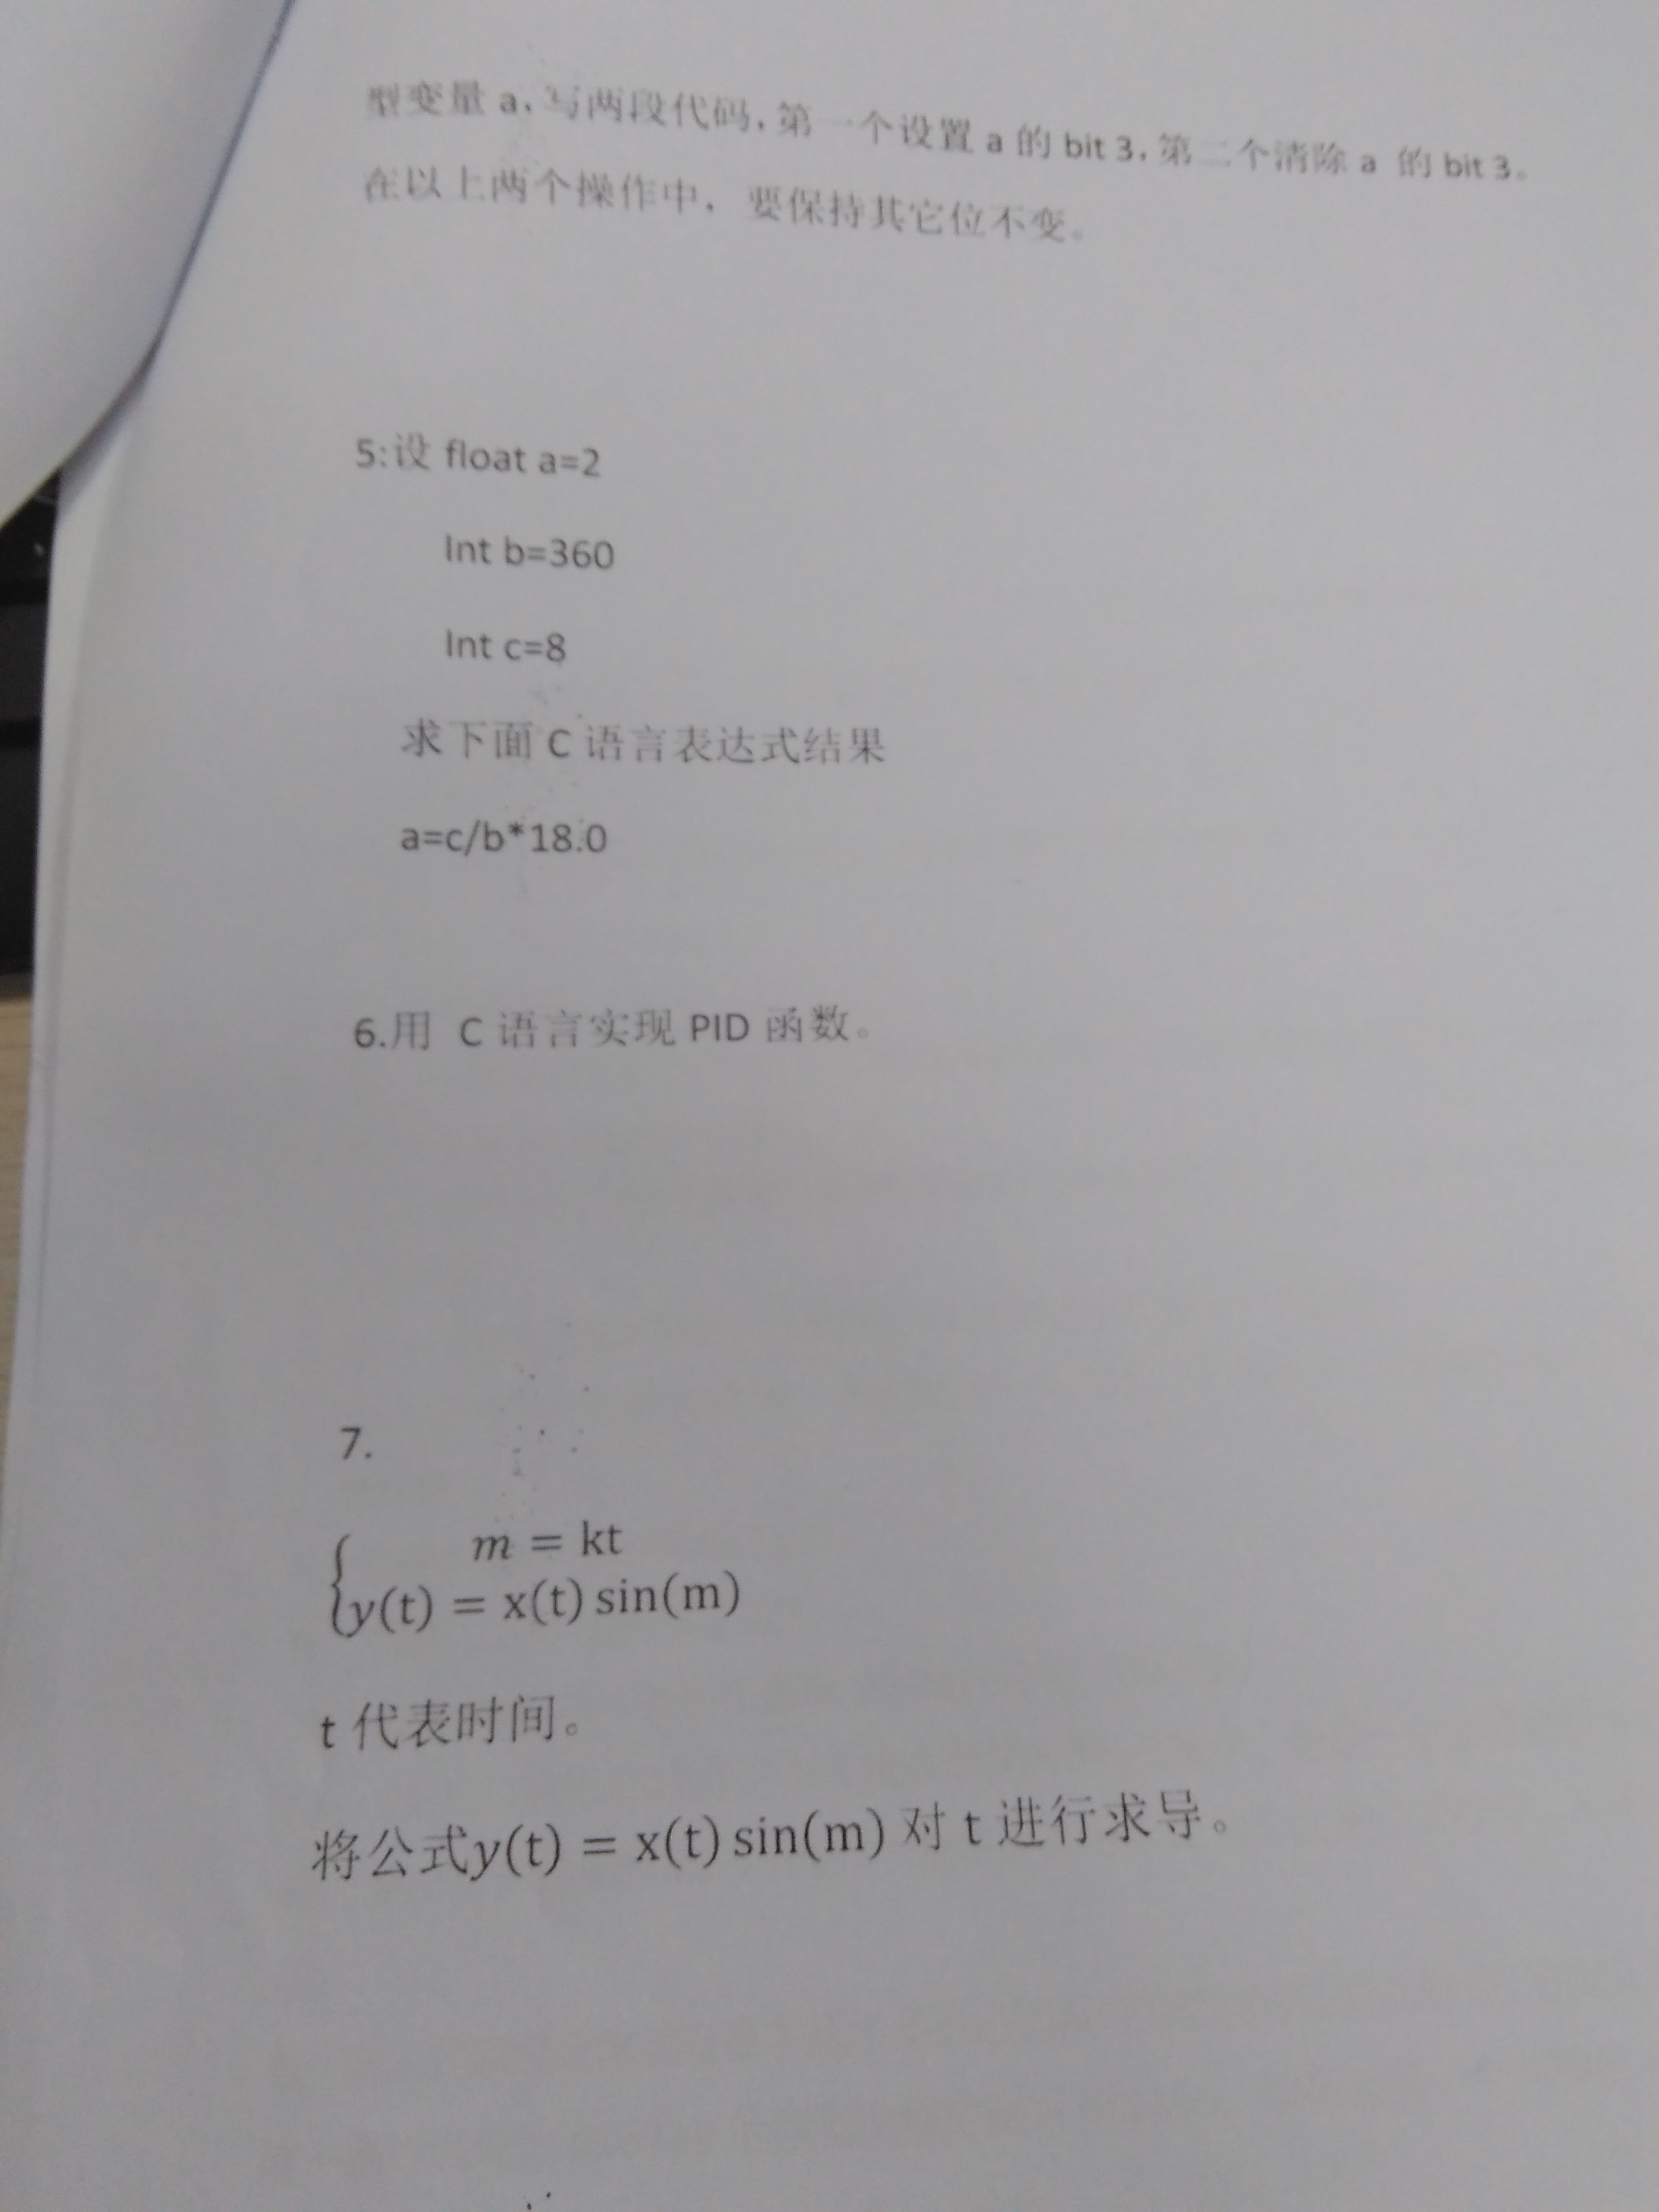 型变量 a，写两段代码，第一个设置 a 的 bit 3，第二个清除 a 的 bit 3。
在以上两个操作中，要保持其它位不变。
5:设 float a=2
Int b=360
Int c=8
求下面 C 语言表达式结果
a=c/b*18.0
6.用 C 语言实现 PID 函数。
7.
m = kt
y(t) = x(t) sin(m)
t 代表时间。
将公式y(t) = x(t) sin(m) 对 t 进行求导。